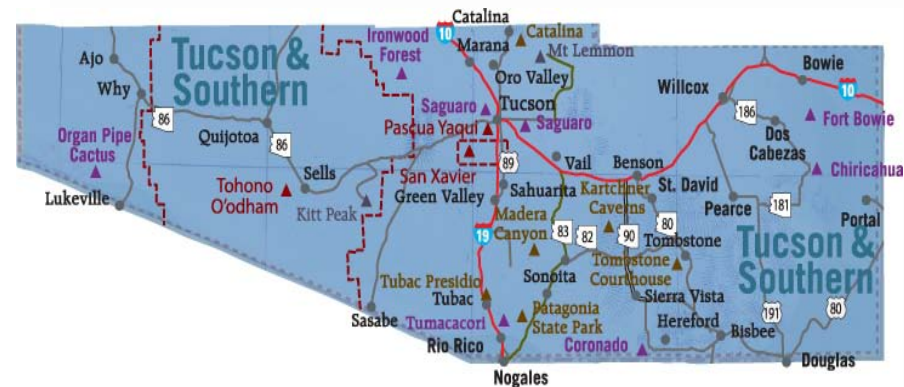 Catalina
Ironwood
Forest
10
Catalina
Marana
Mt Lemmon
Ajo
Tucson &
Southern
Oro Valley
Bowie
Why
Willcox
10
Saguaro
Tucson
186
86
Pascua Yaqui
Saguaro
Fort Bowie
Quijotoa
Dos
Cabezas
Organ Pipe
Cactus
86
89
Vail
Benson
Chiricahua
Sells
San Xavier
Sahuarita
Kartchner
Caverns
St. David
Tohono
O'odham
Green Valley
Pearce
181
Lukeville
Kitt Peak
Madera
Canyon
80
Portal
19
83
82
90
Tombstone
Tucson &
Southern
Tubac Presidio
Sonoita
Tombstone
Courthouse
Tubac
Sierra Vista
Sasabe
Tumacacori
Patagonia
State Park
Hereford
191
80
Rio Rico
Coronado
Bisbee
Nogales
Douglas